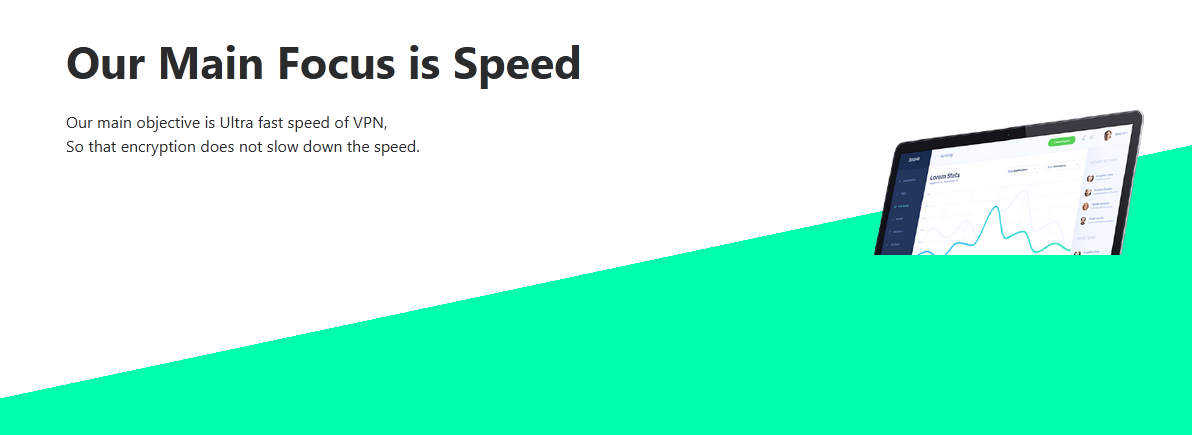 Our Main Focus is Speed
Our main objective is Ultra fast speed of VPN,
So that encryption does not slow down the speed.
Lorem Stats